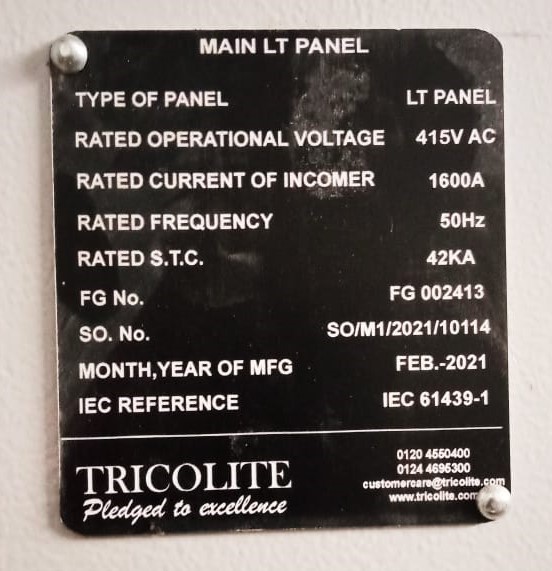 MAIN LT PANEL
TYPE OF PANEL LT PANEL
RATED OPERATIONAL VOLTAGE 415V AC
RATED CURRENT OF INCOMER 1600A
RATED FREQUENCY 50Hz
RATED S.T.C. 42KA
FG No. FG 002413
SO. No. SO/M1/2021/10114
MONTH,YEAR OF MFG FEB.-2021
IEC REFERENCE IEC 61439-1
TRICOLITE
Pledged to excellence
0120 4550400
0124 4695300
customercare@tricolite.com
www.tricolite.com